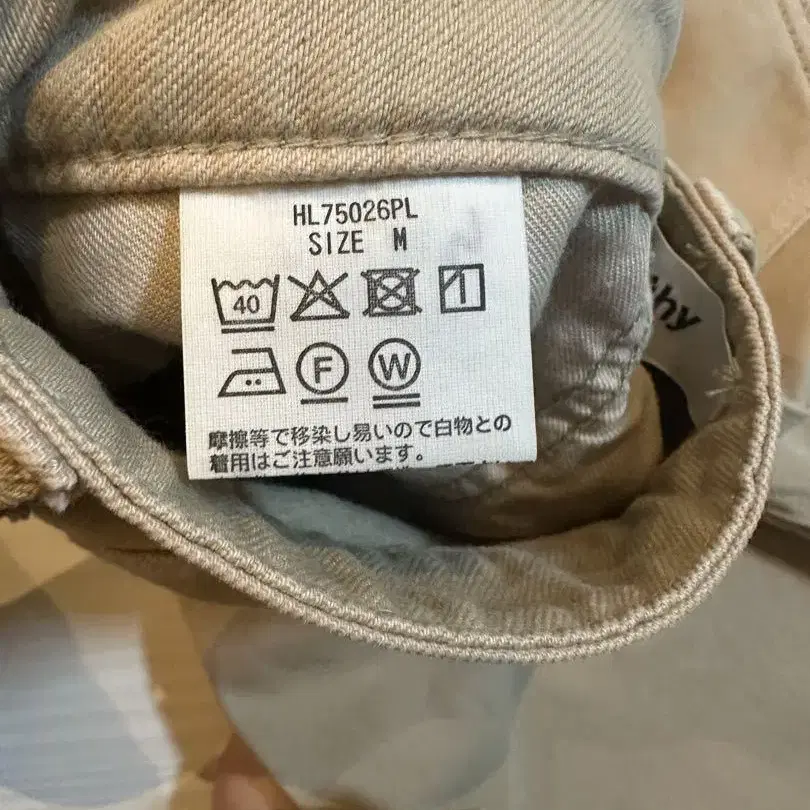 HL75026PL
SIZE M
40
F W
摩擦等で移染し易いので白物との
着用はご注意願います。
thy